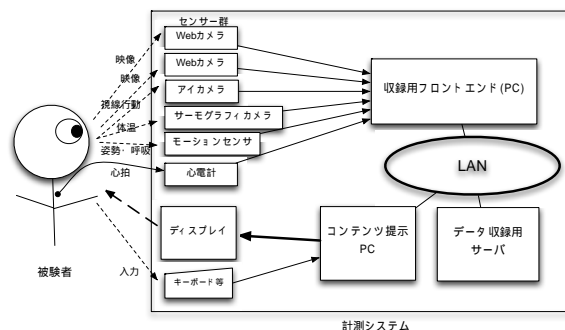 センサー群
Webカメラ
映像
Webカメラ
映像
アイカメラ
視線行動
収録用フロントエンド(PC)
サーモグラフィカメラ
体温
モーションセンサ
姿勢・呼吸
心電計
心拍
LAN
ディスプレイ
コンテンツ提示
PC
データ収録用
サーバ
被験者
入力
キーボード等
計測システム